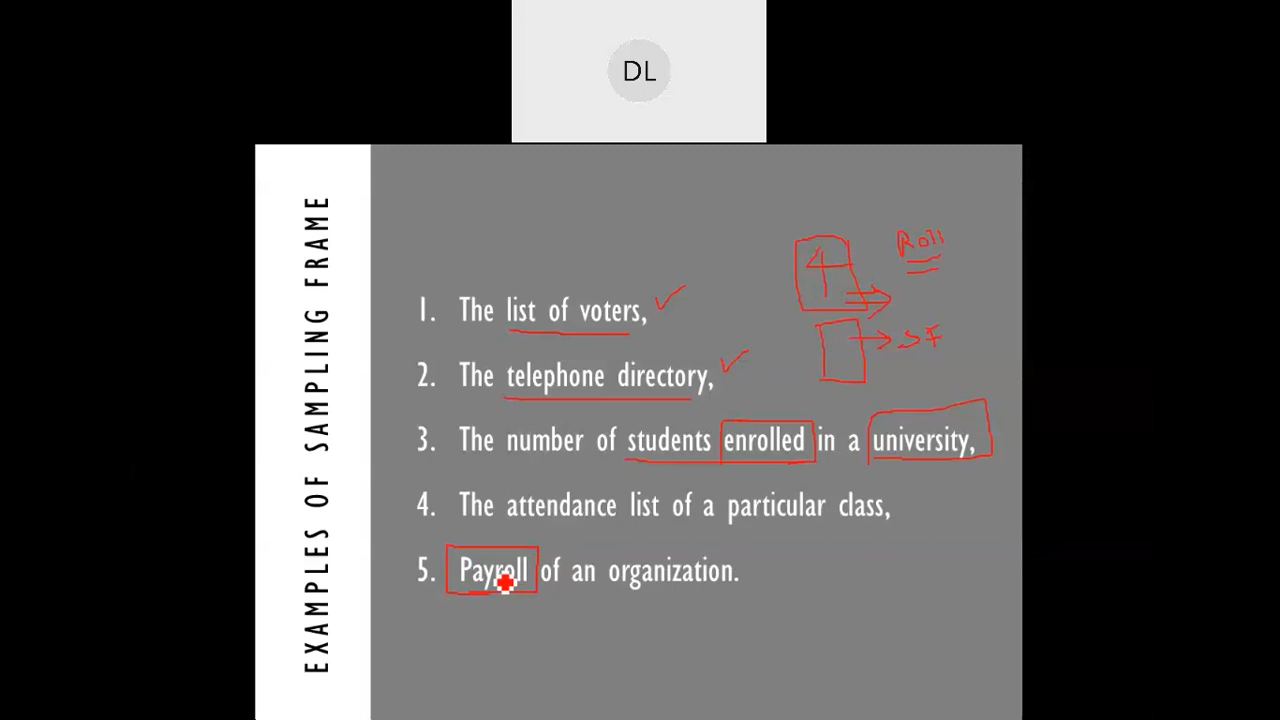 DL
EXAMPLES OF SAMPLING FRAME
4
Roll
SF
1. The list of voters,
2. The telephone directory,
3. The number of students enrolled in a university,
4. The attendance list of a particular class,
5. Payroll of an organization.